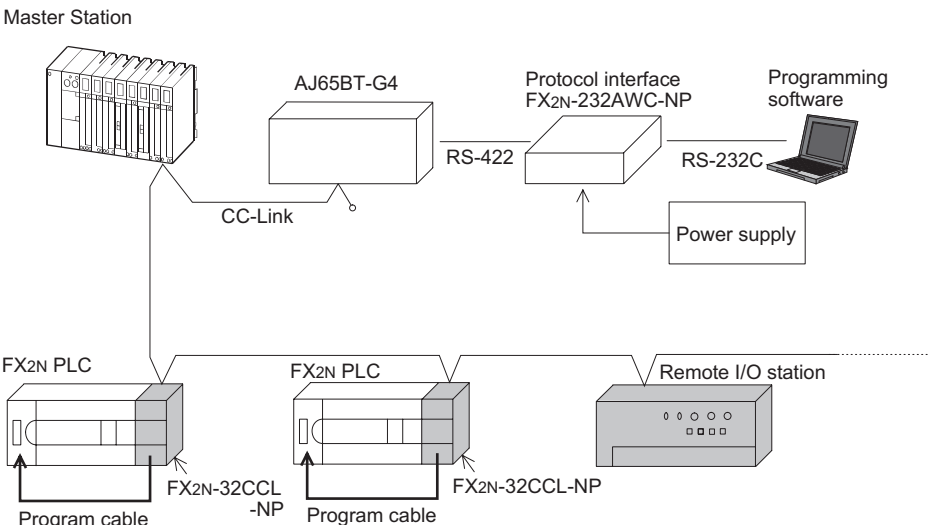 Master Station
AJ65BT-G4
Protocol interface
FX2N-232AWC-NP
Programming
software
RS-422
RS-232C
CC-Link
Power supply
FX2N PLC
FX2N PLC
Remote I/O station
FX2N-32CCL
-NP
FX2N-32CCL-NP
Program cable
Program cable